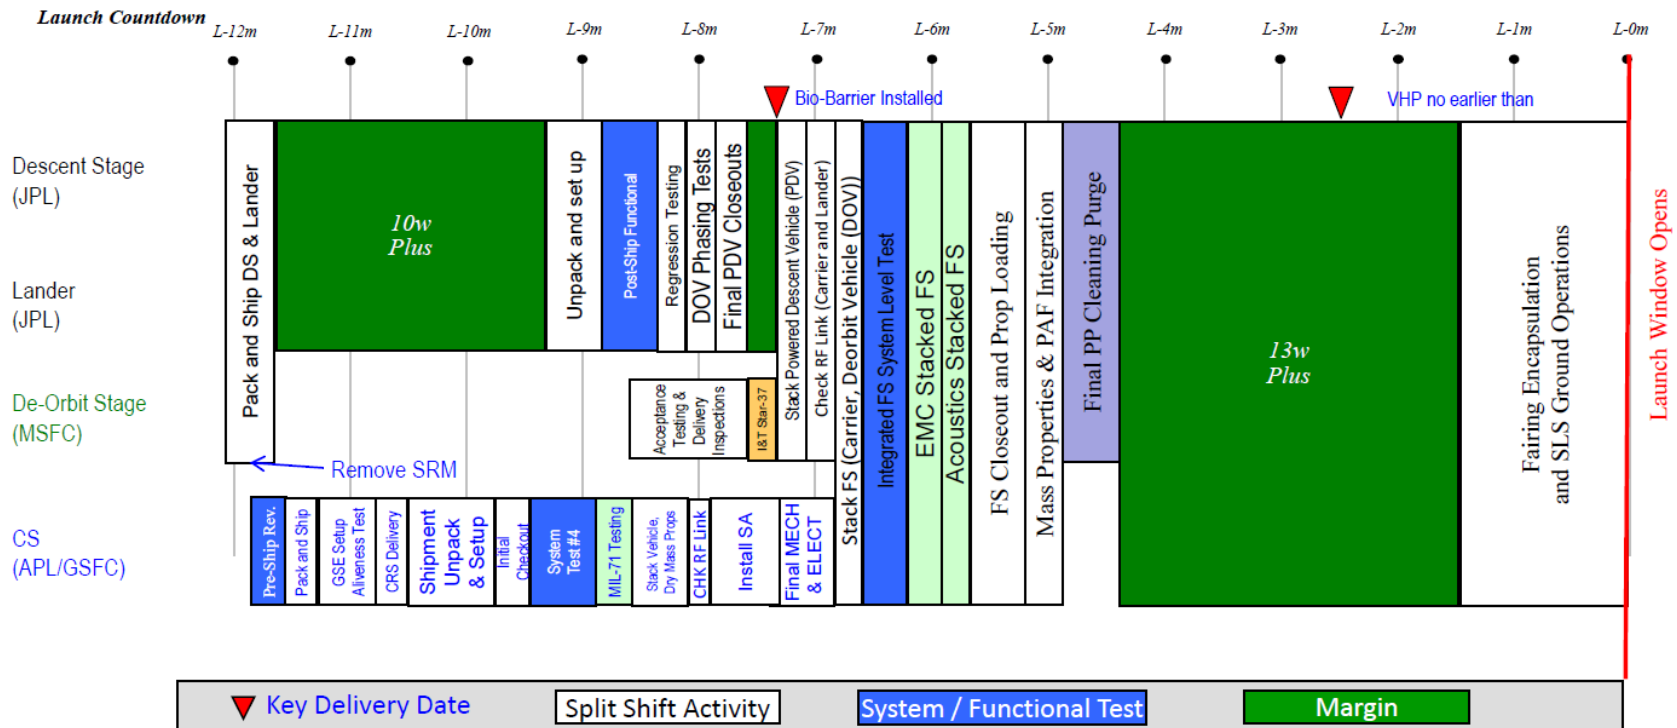 Launch Countdown
L-12m
L-11m
L-10m
L-9m
L-8m
L-7m
L-6m
L-5m
L-4m
L-3m
L-2m
L-1m
L-0m
Bio-Barrier Installed
VHP no earlier than
Descent Stage
(JPL)
Lander
(JPL)
De-Orbit Stage
(MSFC)
CS
(APL/GSFC)
Pack and Ship DS & Lander
10w
Plus
Unpack and set up
Post-Ship Functional
Regression Testing
DOV Phasing Tests
Final PDV Closeouts
Stack Powered Descent Vehicle (PDV)
Check RF Link (Carrier and Lander)
Stack FS (Carrier, Deorbit Vehicle (DOV))
Integrated FS System Level Test
EMC Stacked FS
Acoustics Stacked FS
FS Closeout and Prop Loading
Mass Properties & PAF Integration
Final PP Cleaning Purge
13w
Plus
Fairing Encapsulation
and SLS Ground Operations
Launch Window Opens
Acceptance
Testing &
Delivery
Inspections
I&T Star-37
Remove SRM
Pre-Ship Rev.
Pack and Ship
GSE Setup
Aliveness Test
CRS Delivery
Shipment
Unpack
& Setup
Initial
Checkout
System
Test #4
MIL-71 Testing
Stack Vehicle,
Dry Mass Props
CHK RF Link
Install SA
Final MECH
& ELECT
Key Delivery Date
Split Shift Activity
System / Functional Test
Margin